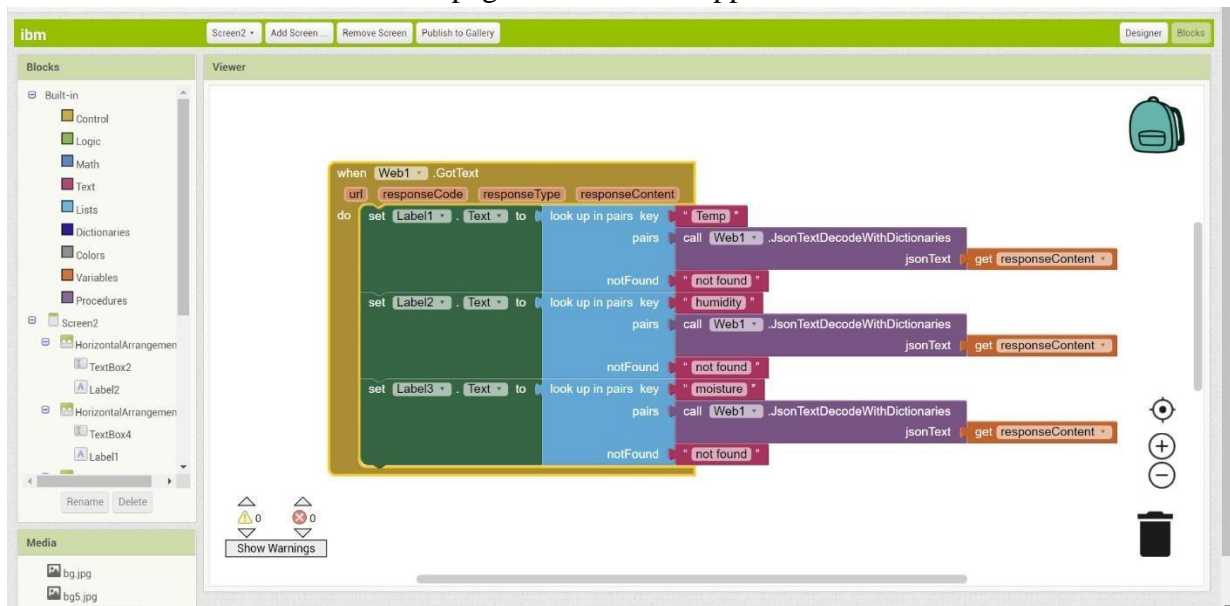 page
app
ibm
Screen2
Add Screen ...
Remove Screen
Publish to Gallery
Designer
Blocks
Blocks
Viewer
Built-in
Control
Logic
Math
Text
Lists
Dictionaries
Colors
Variables
Procedures
Screen2
HorizontalArrangemen
TextBox2
Label2
HorizontalArrangemen
TextBox4
Label1
Rename Delete
Media
bg.jpg
bg5.jpg
when Web1 .GotText
url responseCode responseType responseContent
do set Label1 . Text to look up in pairs key " Temp "
pairs call Web1 .JsonTextDecodeWithDictionaries
jsonText get responseContent
notFound " not found "
set Label2 . Text to look up in pairs key " humidity "
pairs call Web1 .JsonTextDecodeWithDictionaries
jsonText get responseContent
notFound " not found "
set Label3 . Text to look up in pairs key " moisture "
pairs call Web1 .JsonTextDecodeWithDictionaries
jsonText get responseContent
notFound " not found "
0 0
Show Warnings